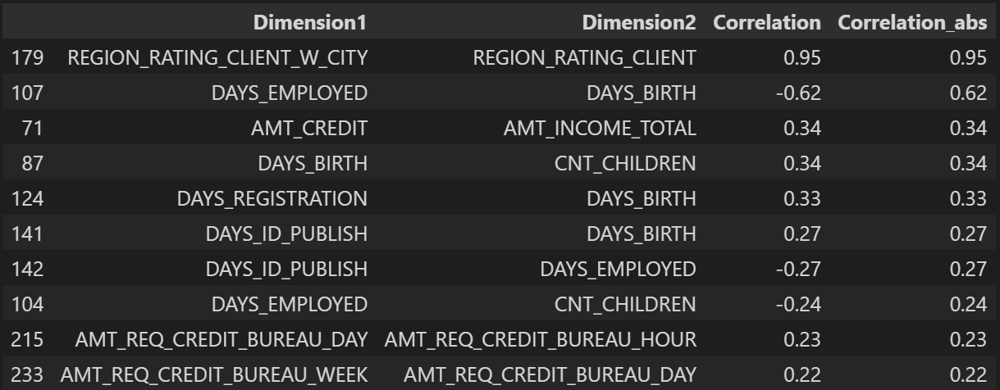 Dimension1 Dimension2 Correlation Correlation_abs
179 REGION_RATING_CLIENT_W_CITY REGION_RATING_CLIENT 0.95 0.95
107 DAYS_EMPLOYED DAYS_BIRTH -0.62 0.62
71 AMT_CREDIT AMT_INCOME_TOTAL 0.34 0.34
87 DAYS_BIRTH CNT_CHILDREN 0.34 0.34
124 DAYS_REGISTRATION DAYS_BIRTH 0.33 0.33
141 DAYS_ID_PUBLISH DAYS_BIRTH 0.27 0.27
142 DAYS_ID_PUBLISH DAYS_EMPLOYED -0.27 0.27
104 DAYS_EMPLOYED CNT_CHILDREN -0.24 0.24
215 AMT_REQ_CREDIT_BUREAU_DAY AMT_REQ_CREDIT_BUREAU_HOUR 0.23 0.23
233 AMT_REQ_CREDIT_BUREAU_WEEK AMT_REQ_CREDIT_BUREAU_DAY 0.22 0.22